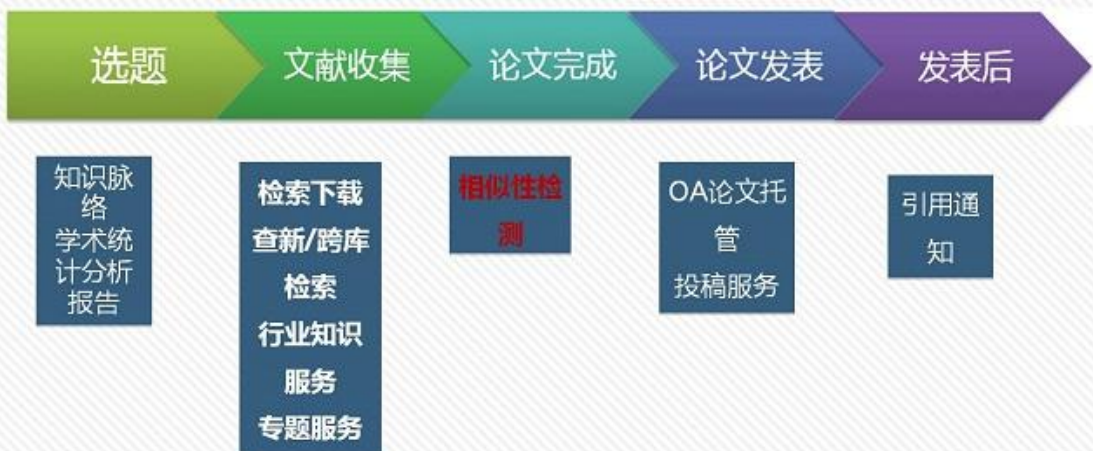 选题
文献收集
论文完成
论文发表
发表后
知识脉
络
学术统
计分析
报告
检索下载
查新/跨库
检索
行业知识
服务
专题服务
相似性检
测
OA论文托
管
投稿服务
引用通
知